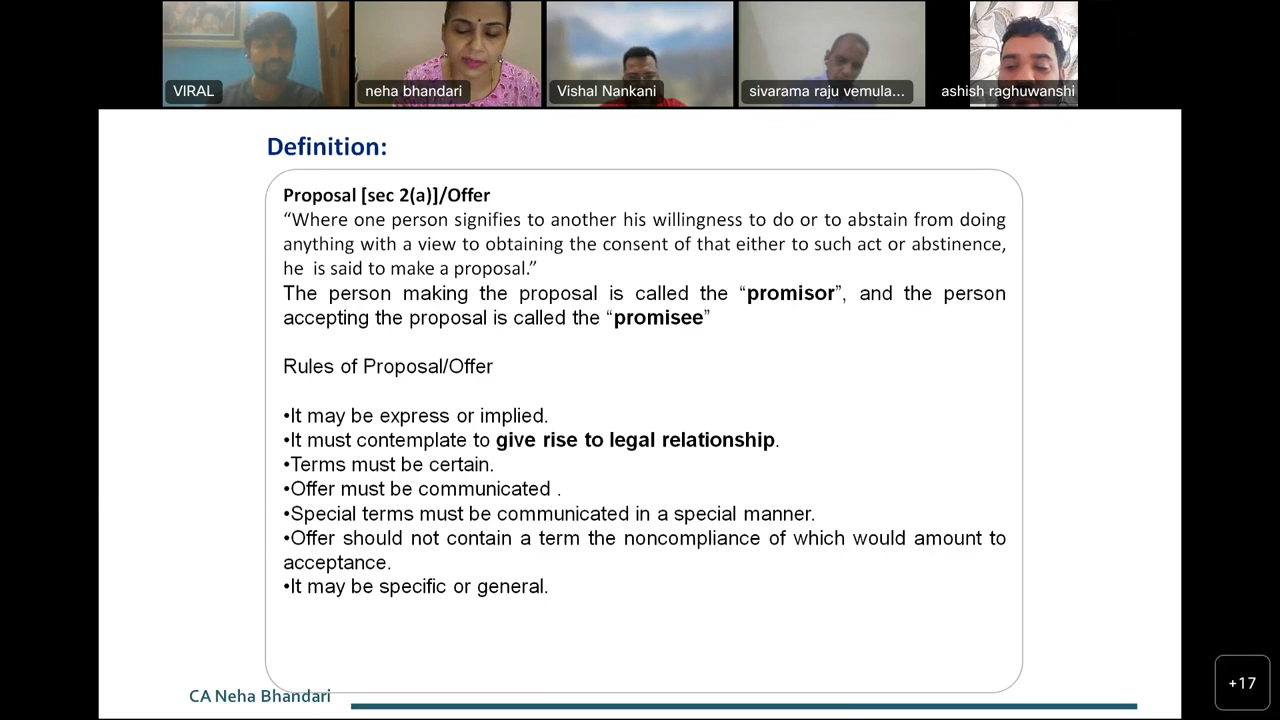 VIRAL
neha bhandari
Vishal Nankani
sivarama raju vemula...
ashish raghuwanshi
Definition:
Proposal [sec 2(a)]/Offer
“Where one person signifies to another his willingness to do or to abstain from doing
anything with a view to obtaining the consent of that either to such act or abstinence,
he is said to make a proposal.”
The person making the proposal is called the “promisor”, and the person
accepting the proposal is called the “promisee”
Rules of Proposal/Offer
•It may be express or implied.
•It must contemplate to give rise to legal relationship.
•Terms must be certain.
•Offer must be communicated .
•Special terms must be communicated in a special manner.
•Offer should not contain a term the noncompliance of which would amount to
acceptance.
•It may be specific or general.
CA Neha Bhandari
+17